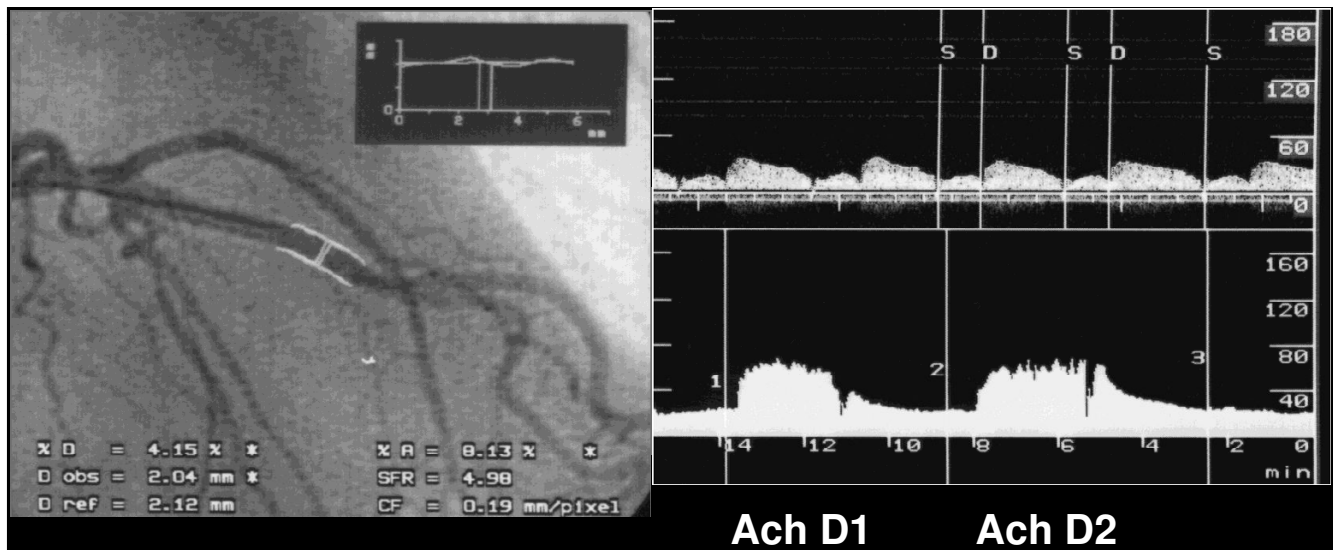 0
0 2 4 6
mm
% D = 4.15 % *
D obs = 2.04 mm *
D ref = 2.12 mm
% A = 8.13 % *
SFR = 4.98
CF = 0.19 mm/pixel
180
S D S D S
120
60
0
160
120
80
40
1 2 3
14 12 10 8 6 4 2 0
min
Ach D1 Ach D2